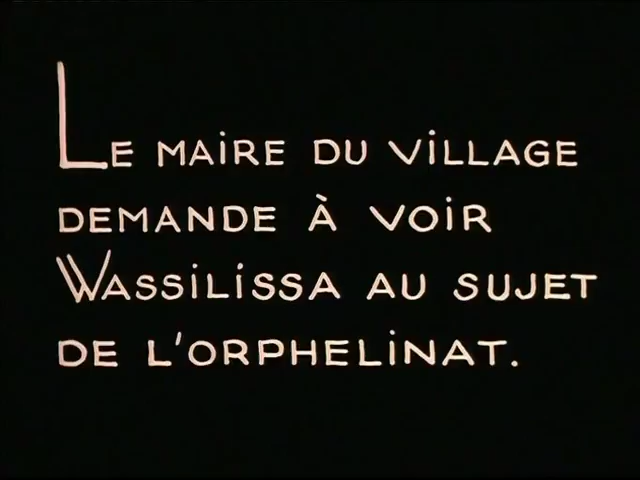 LE MAiRE DU ViLLAGE
DEMANDE À VOiR
WASSiLiSSA AU SUJET
DE L'ORPHELiNAT.